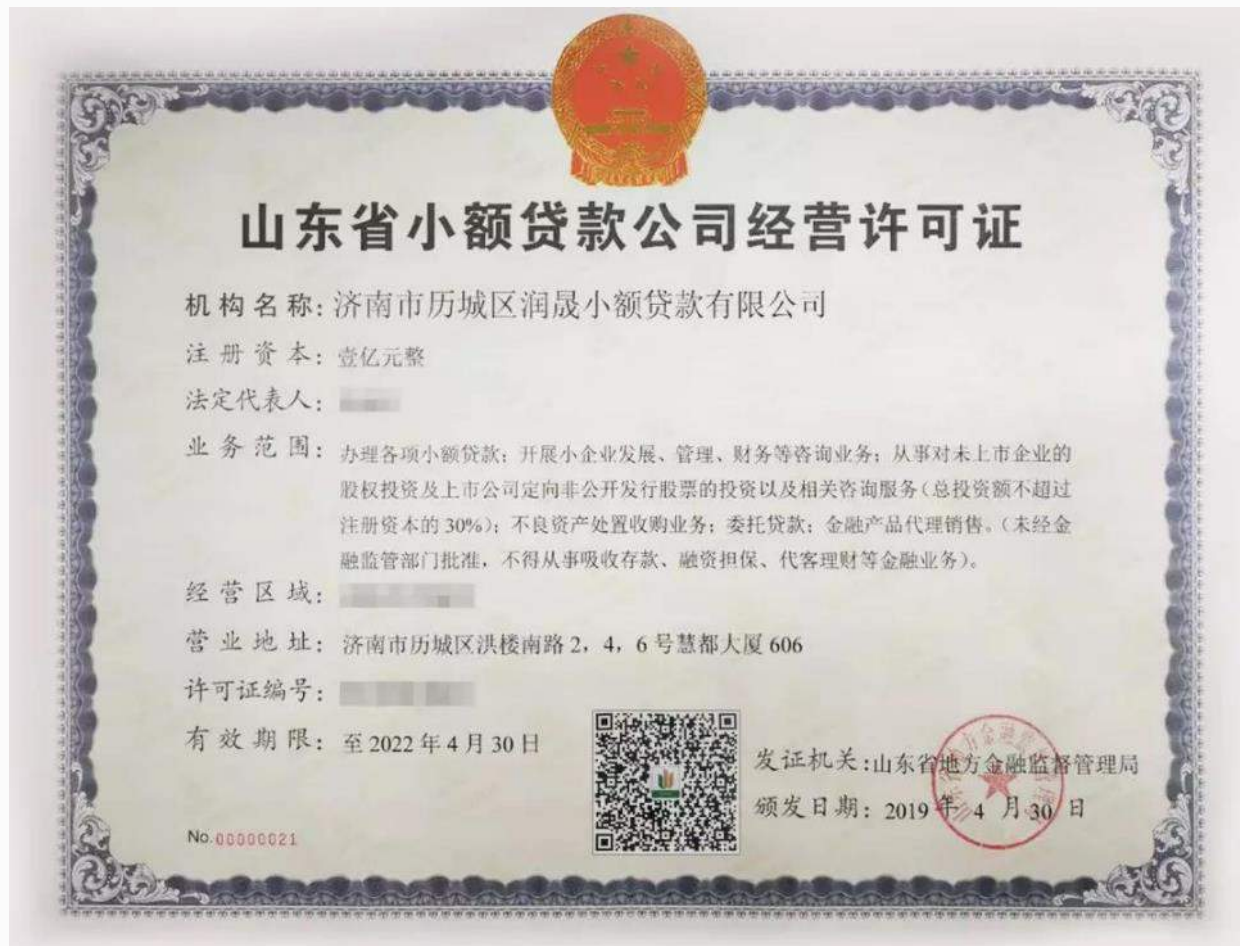 山东省小额贷款公司经营许可证
机构名称:济南市历城区润晟小额贷款有限公司
注册资本:壹亿元整
法定代表人:
业务范围:办理各项小额贷款;开展小企业发展、管理、财务等咨询业务;从事对未上市企业的
股权投资及上市公司定向非公开发行股票的投资以及相关咨询服务(总投资额不超过
注册资本的30%);不良资产处置收购业务;委托贷款;金融产品代理销售。(未经金
融监管部门批准,不得从事吸收存款、融资担保、代客理财等金融业务)。
经营区域:
营业地址:济南市历城区洪楼南路2,4,6号慧都大厦606
许可证编号:
有效期限:至2022年4月30日
发证机关:山东省地方金融监督管理局
颁发日期:2019年4月30日
No.00000021